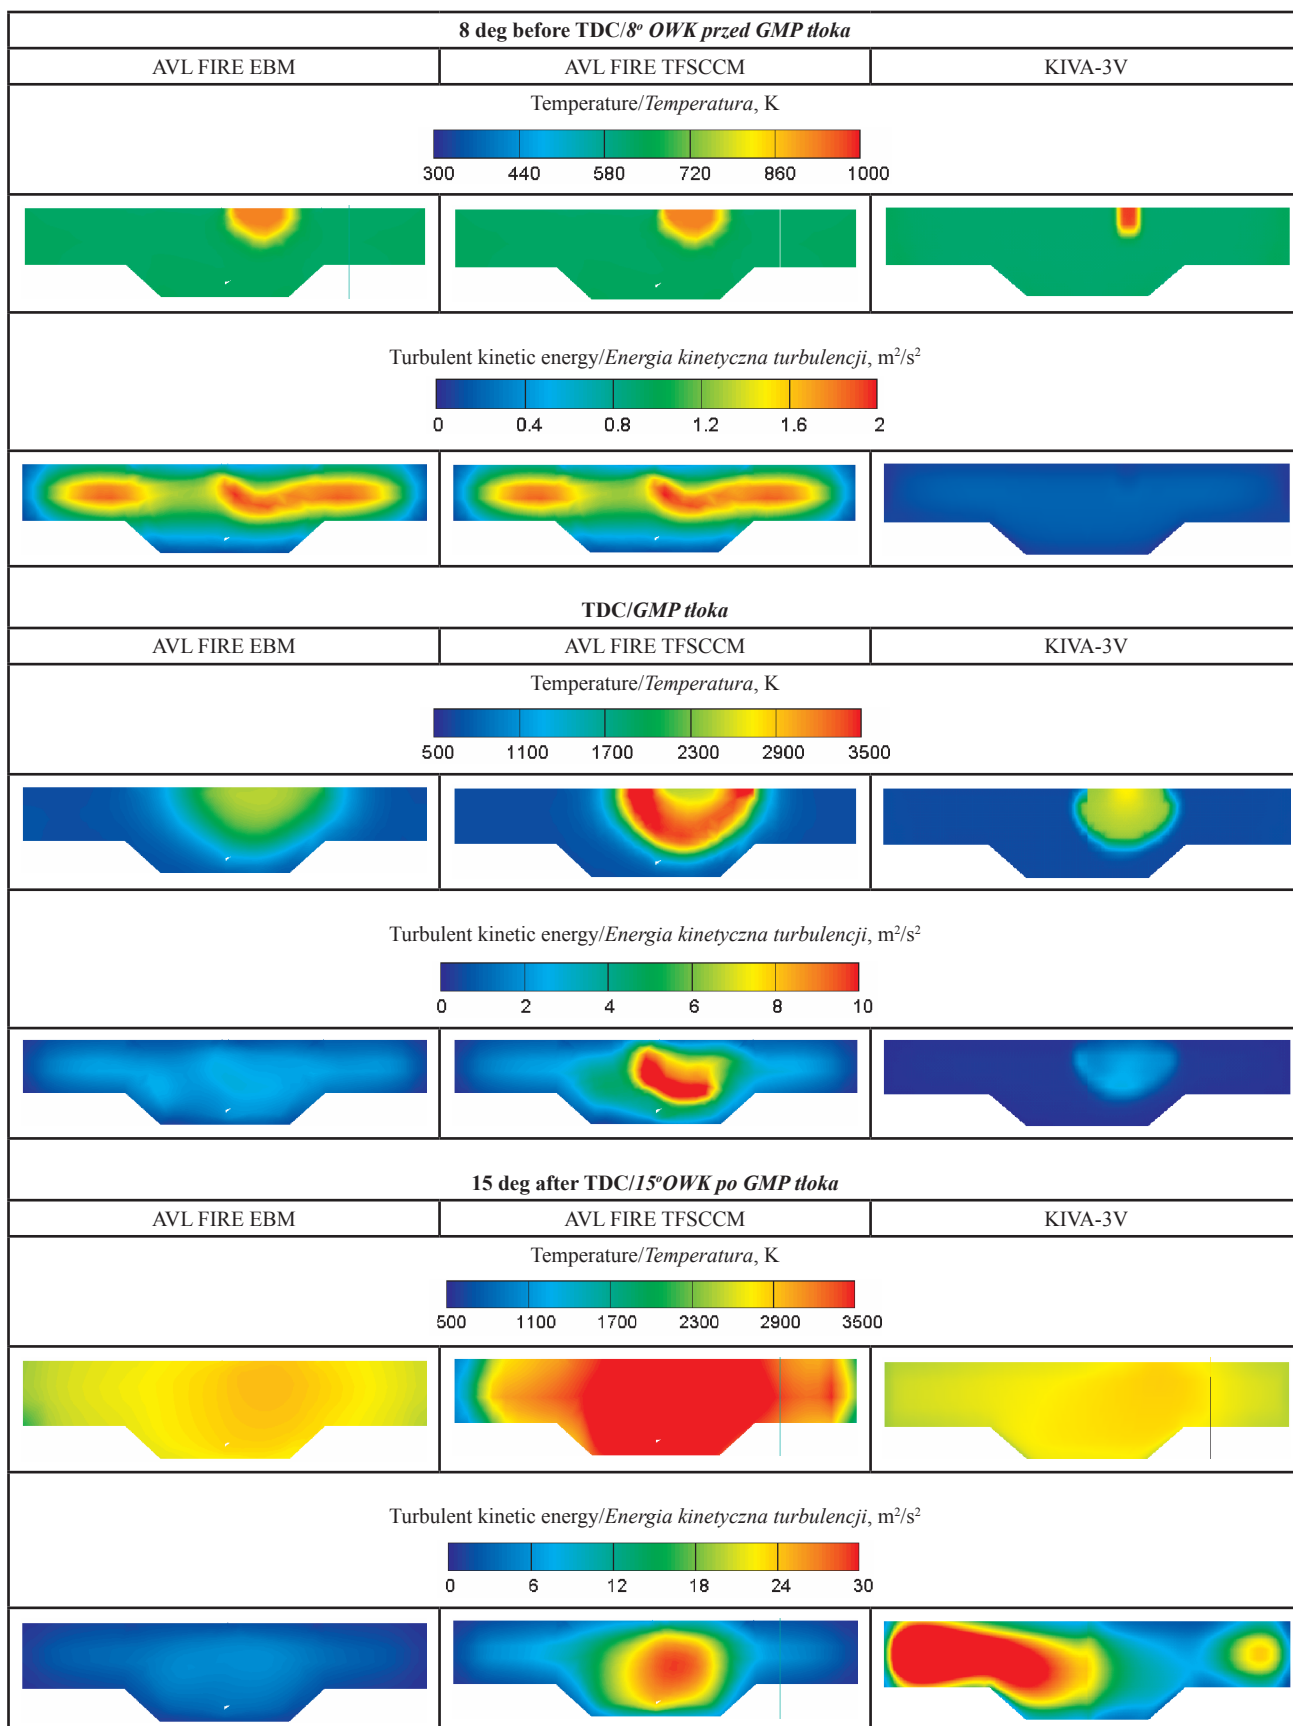 8 deg before TDC/8º OWK przed GMP tłoka
AVL FIRE EBM AVL FIRE TFSCCM KIVA-3V
Temperature/Temperatura, K
300 440 580 720 860 1000
Turbulent kinetic energy/Energia kinetyczna turbulencji, m²/s²
0 0.4 0.8 1.2 1.6 2
TDC/GMP tłoka
AVL FIRE EBM AVL FIRE TFSCCM KIVA-3V
Temperature/Temperatura, K
500 1100 1700 2300 2900 3500
Turbulent kinetic energy/Energia kinetyczna turbulencji, m²/s²
0 2 4 6 8 10
15 deg after TDC/15ºOWK po GMP tłoka
AVL FIRE EBM AVL FIRE TFSCCM KIVA-3V
Temperature/Temperatura, K
500 1100 1700 2300 2900 3500
Turbulent kinetic energy/Energia kinetyczna turbulencji, m²/s²
0 6 12 18 24 30